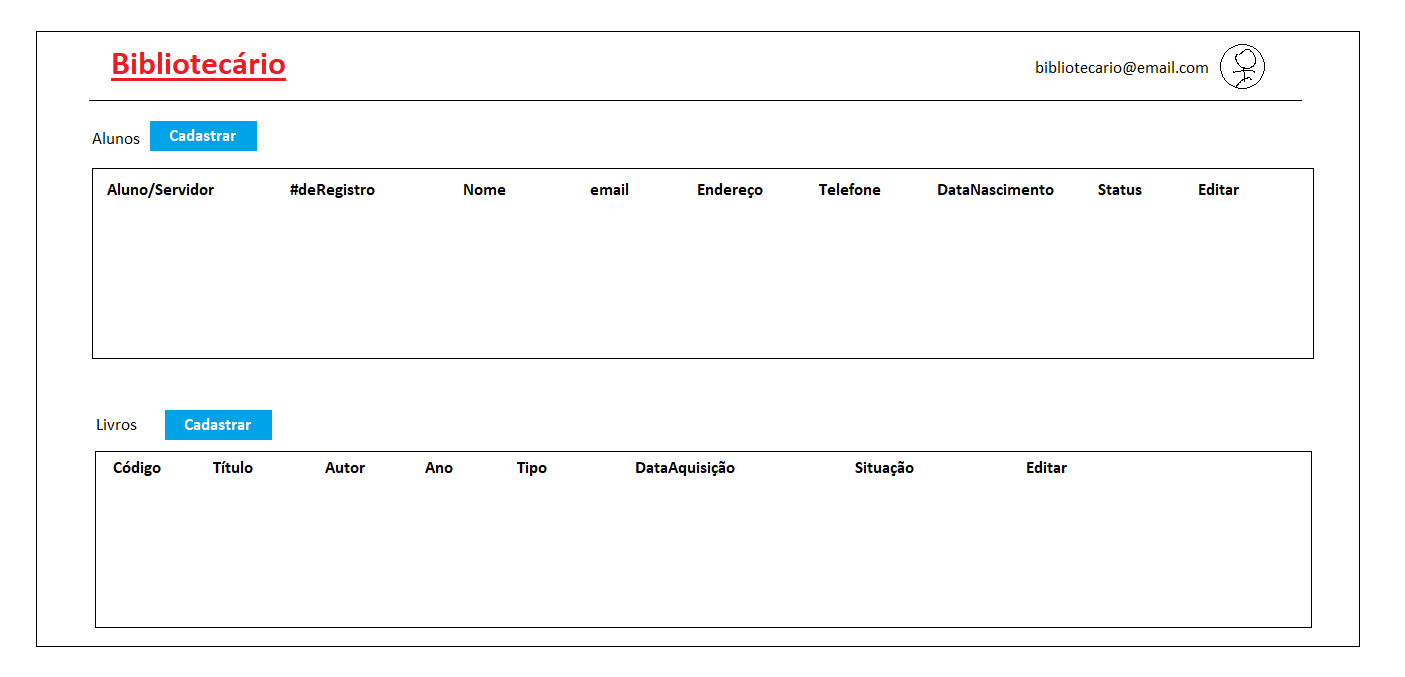 Bibliotecário
bibliotecario@email.com
Alunos Cadastrar
Aluno/Servidor #deRegistro Nome email Endereço Telefone DataNascimento Status Editar
Livros Cadastrar
Código Título Autor Ano Tipo DataAquisição Situação Editar